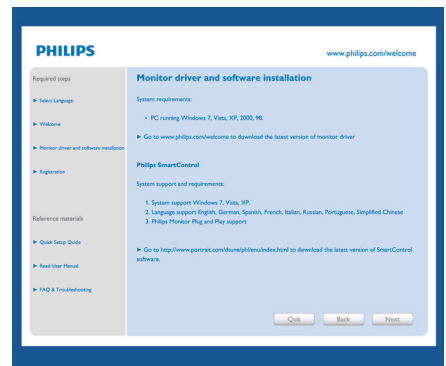 PHILIPS
www.philips.com/welcome
Required steps
► Select Language:
► Welcome
► Monitor driver and software installation
► Registration
Reference materials
► Quick Setup Guide
► Read User Manual
► FAQ & Troubleshooting
Monitor driver and software installation
System requirements:
• PC running Windows 7, Vista, XP, 2000, 98.
► Go to www.philips.com/welcome to download the latest version of monitor driver
Philips SmartControl
System support and requirements:
1. System support Windows 7, Vista, XP.
2. Language support English, German, Spanish, French, Italian, Russian, Portuguese, Simplified Chinese
3. Philips Monitor Plug and Play support
► Go to http://www.portrait.com/dtune/phl/enu/index.html to download the latest version of SmartControl
software.
Quit
Back
Next